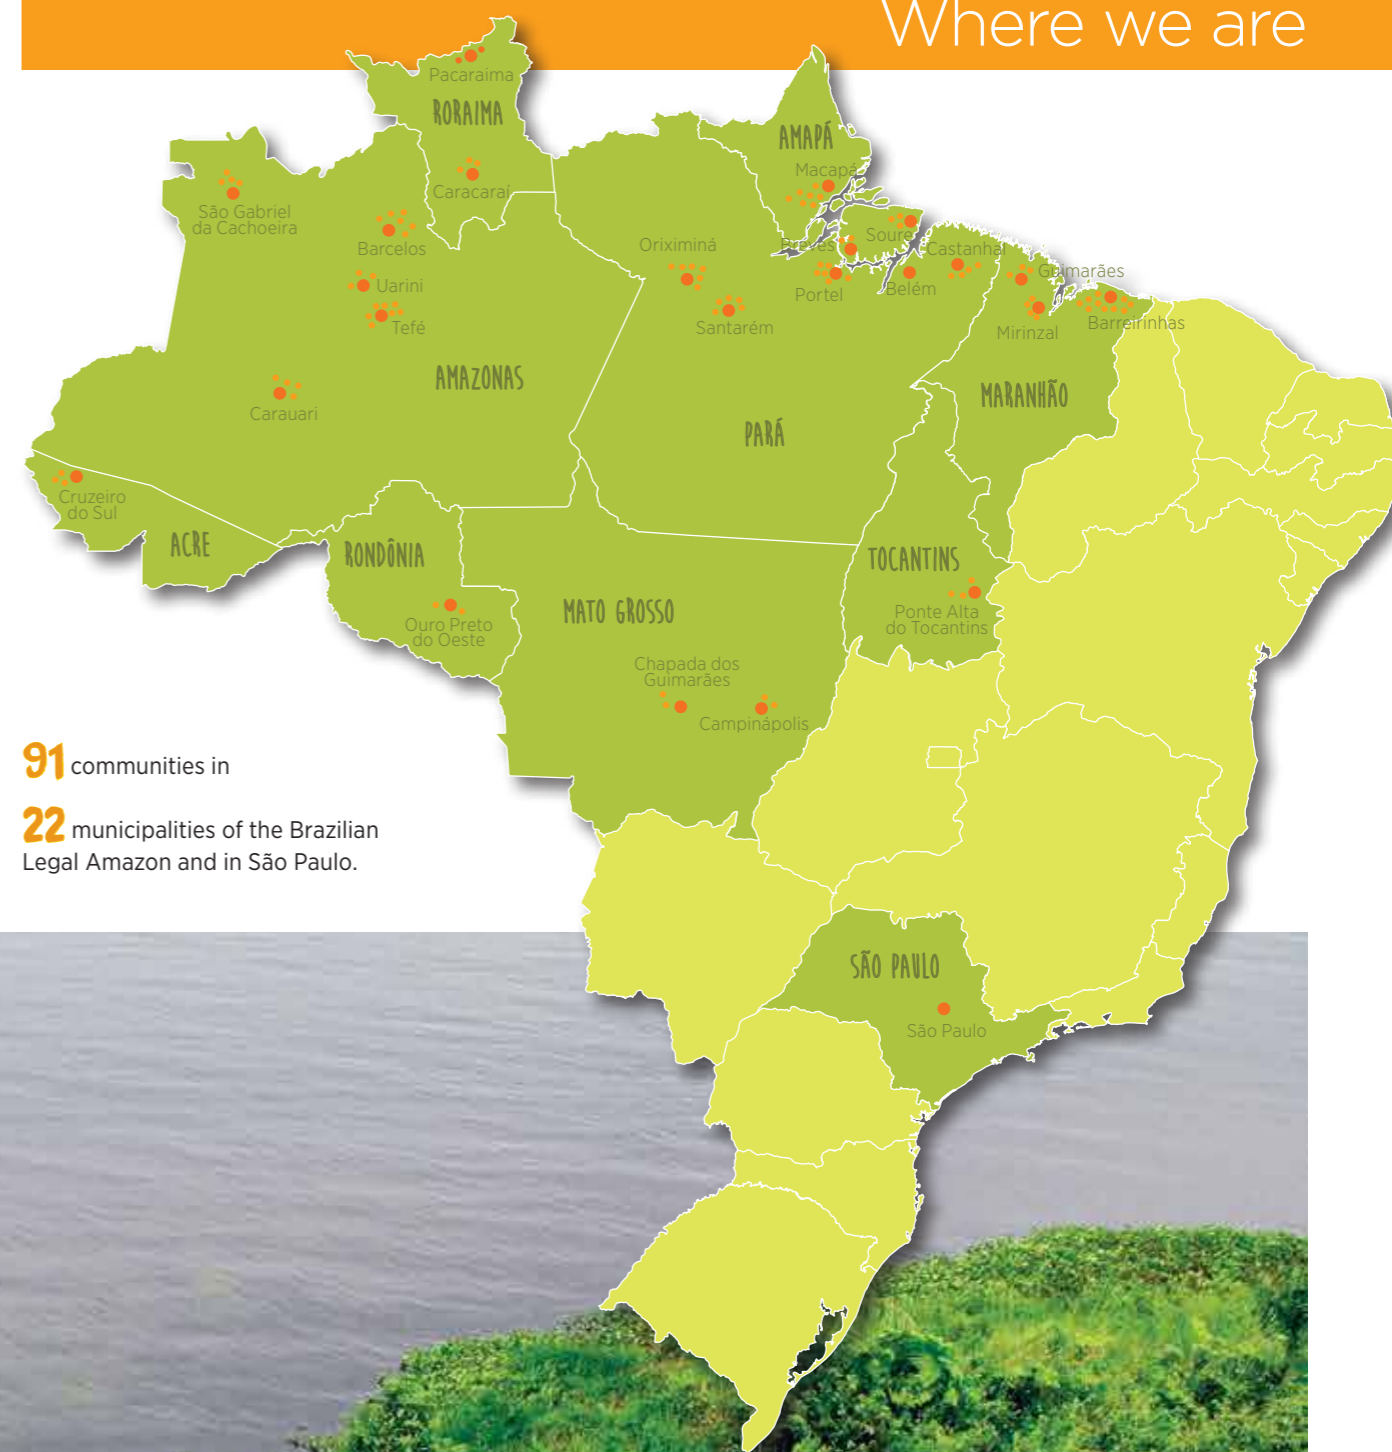 Where we are
Pacaraima
RORAIMA
Caracaraí
AMAPÁ
Macapá
São Gabriel
da Cachoeira
Barcelos
Uarini
Tefé
AMAZONAS
Carauari
Oriximiná
Santarém
Breves
Soure
Portel
Belém
Castanhal
Guimarães
Mirinzal
Barreirinhas
MARANHÃO
PARÁ
Cruzeiro
do Sul
ACRE
RONDÔNIA
Ouro Preto
do Oeste
MATO GROSSO
Chapada dos
Guimarães
Campinápolis
TOCANTINS
Ponte Alta
do Tocantins
91 communities in
22 municipalities of the Brazilian
Legal Amazon and in São Paulo.
SÃO PAULO
São Paulo